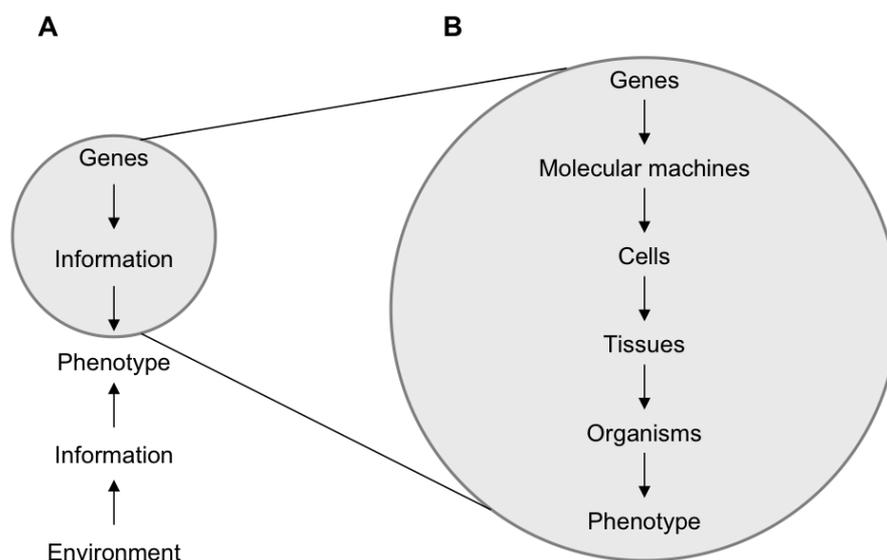 A
Genes
Information
Phenotype
Information
Environment
B
Genes
Molecular machines
Cells
Tissues
Organisms
Phenotype